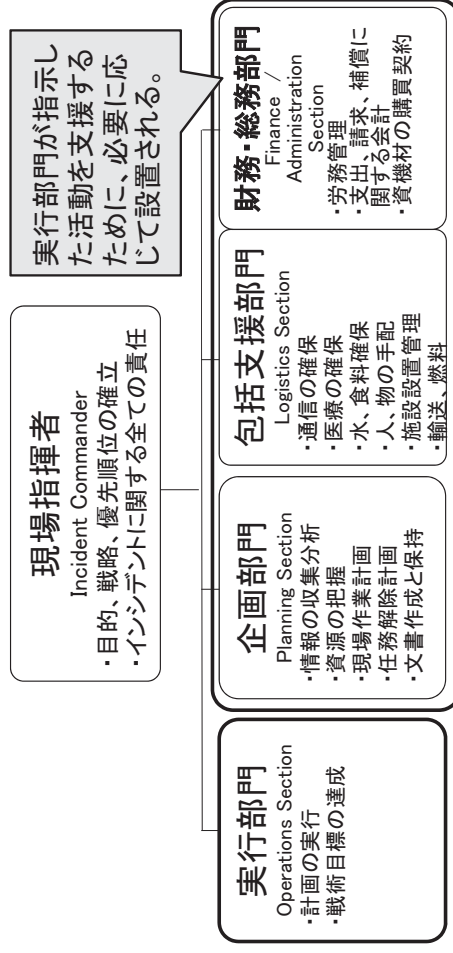 現場指揮者
Incident Commander
・目的、戦略、優先順位の確立
・インシデントに関する全ての責任
実行部門が指示し
た活動を支援する
ために、必要に応
じて設置される。
実行部門
Operations Section
・計画の実行
・戦術目標の達成
企画部門
Planning Section
・情報の収集分析
・資源の把握
・現場作業計画
・任務解除計画
・文書作成と保持
包括支援部門
Logistics Section
・通信の確保
・医療の確保
・水、食料確保
・人、物の手配
・施設設置管理
・輸送、燃料
財務・総務部門
Finance /
Administration
Section
・労務管理
・支出、請求、補償に
関する会計
・資機材の購買契約